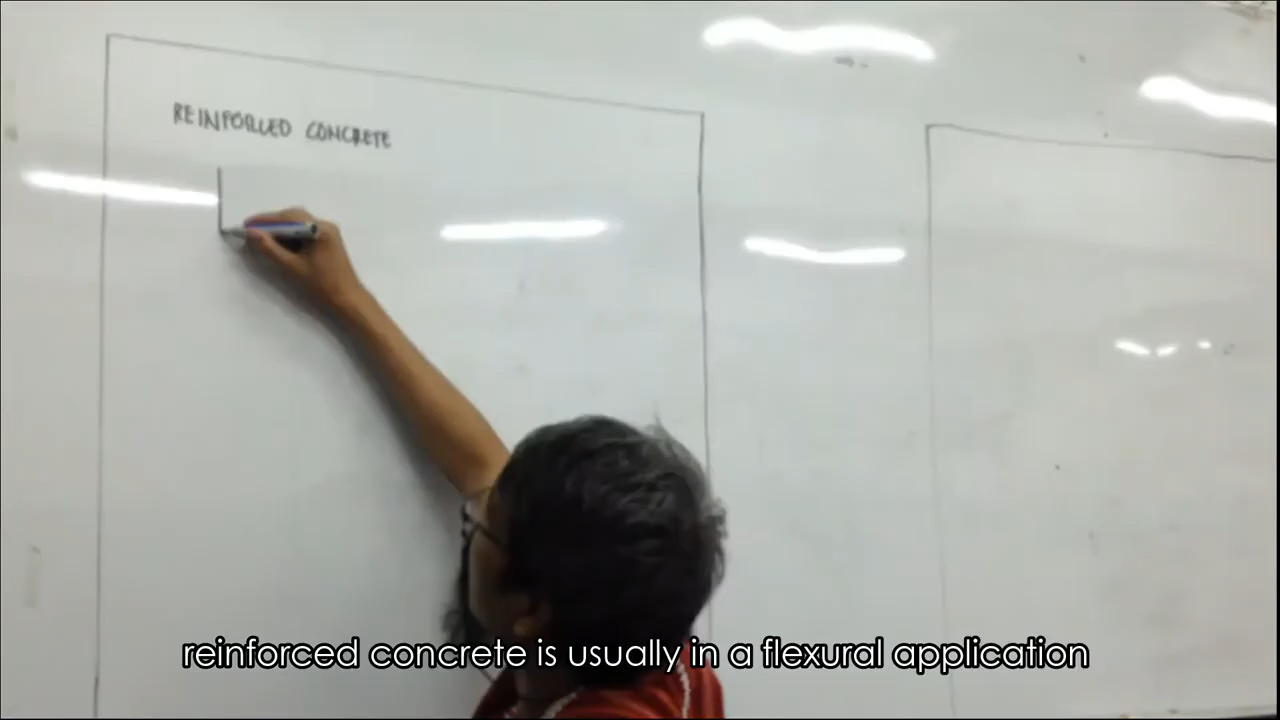 REINFORCED CONCRETE
reinforced concrete is usually in a flexural application